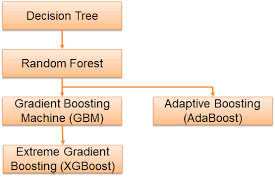 Decision Tree
Random Forest
Gradient Boosting
Machine (GBM)
Adaptive Boosting
(AdaBoost)
Extreme Gradient
Boosting (XGBoost)